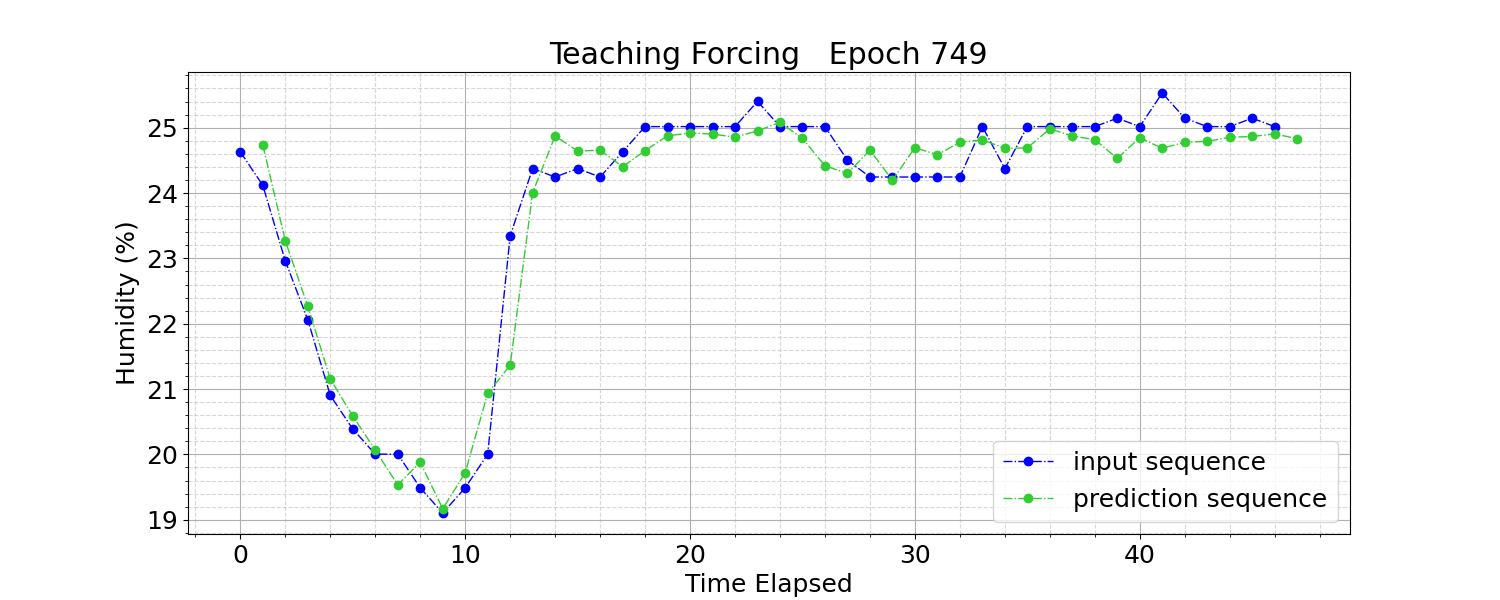 Teaching Forcing   Epoch 749
Humidity (%)
25
24
23
22
21
20
19
input sequence
prediction sequence
0 10 20 30 40
Time Elapsed